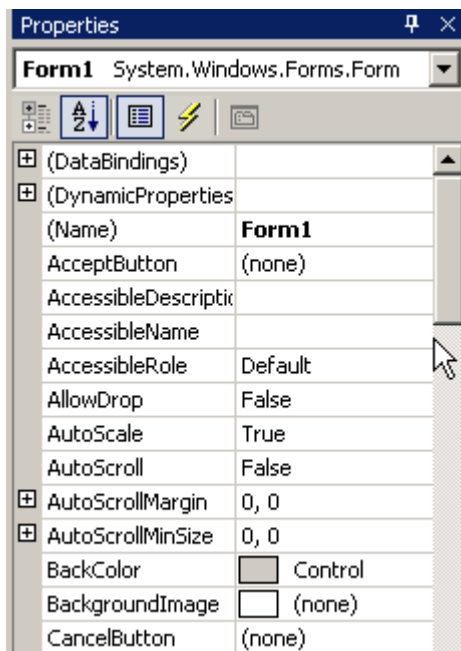 Properties
Form1 System.Windows.Forms.Form
(DataBindings)
(DynamicProperties
(Name) Form1
AcceptButton (none)
AccessibleDescriptic
AccessibleName
AccessibleRole Default
AllowDrop False
AutoScale True
AutoScroll False
AutoScrollMargin 0, 0
AutoScrollMinSize 0, 0
BackColor Control
BackgroundImage (none)
CancelButton (none)